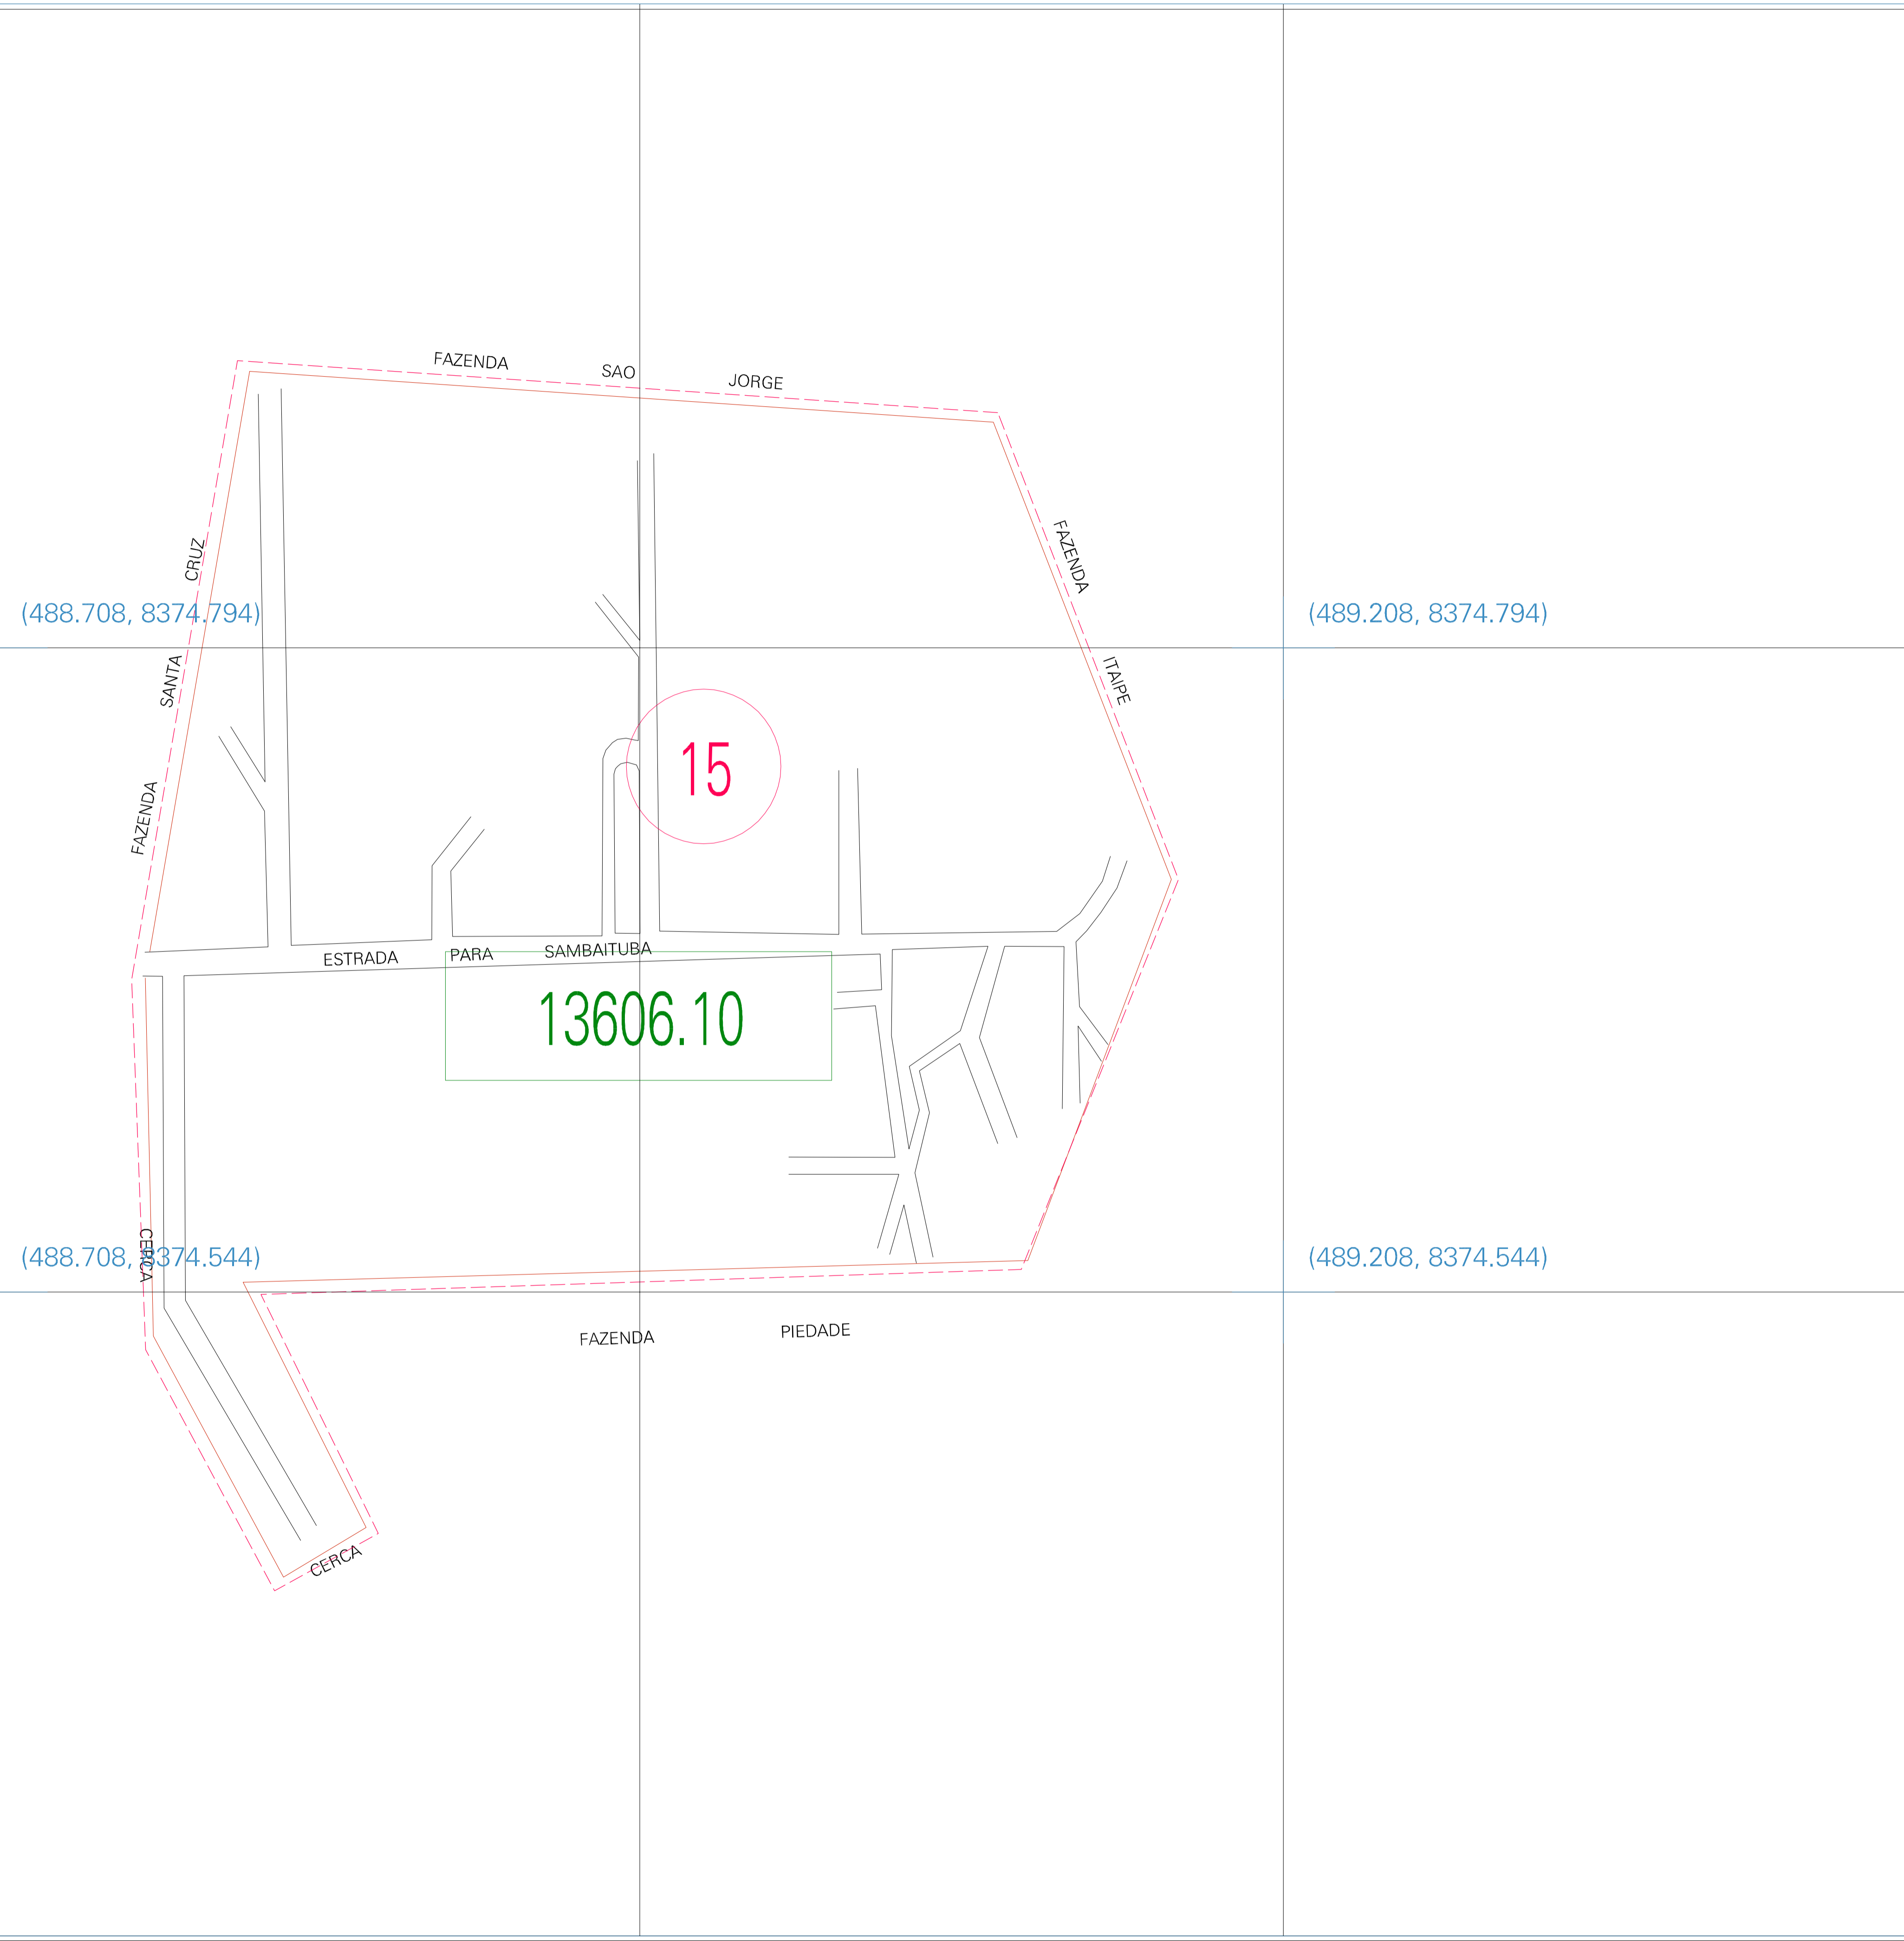 FAZENDA SAO JORGE
FAZENDA SANTA CRUZ
FAZENDA ITAIPE
(488.708, 8374.794)
(489.208, 8374.794)
15
ESTRADA PARA SAMBAITUBA
13606.10
CERCA
(488.708, 8374.544)
(489.208, 8374.544)
FAZENDA PIEDADE
CERCA